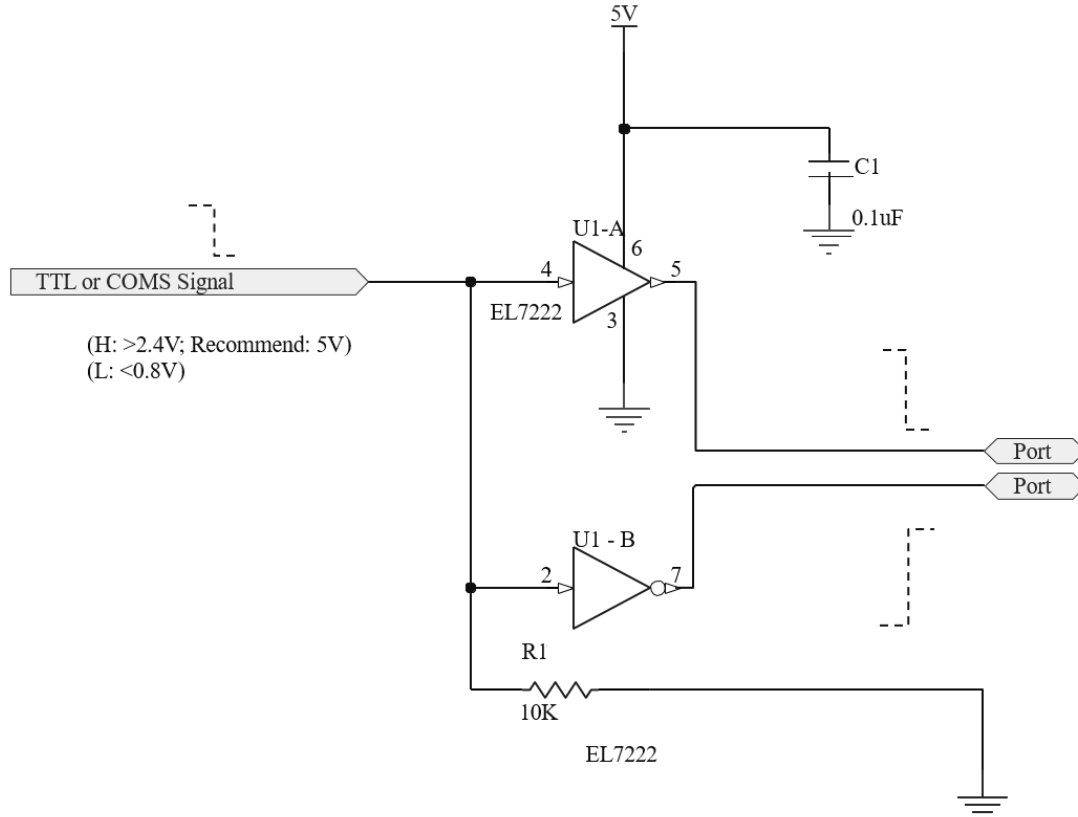 5V
C1
0.1uF
U1-A
6
4
5
TTL or COMS Signal
EL7222
3
(H: >2.4V; Recommend: 5V)
(L: <0.8V)
Port
Port
U1 - B
2
7
R1
10K
EL7222